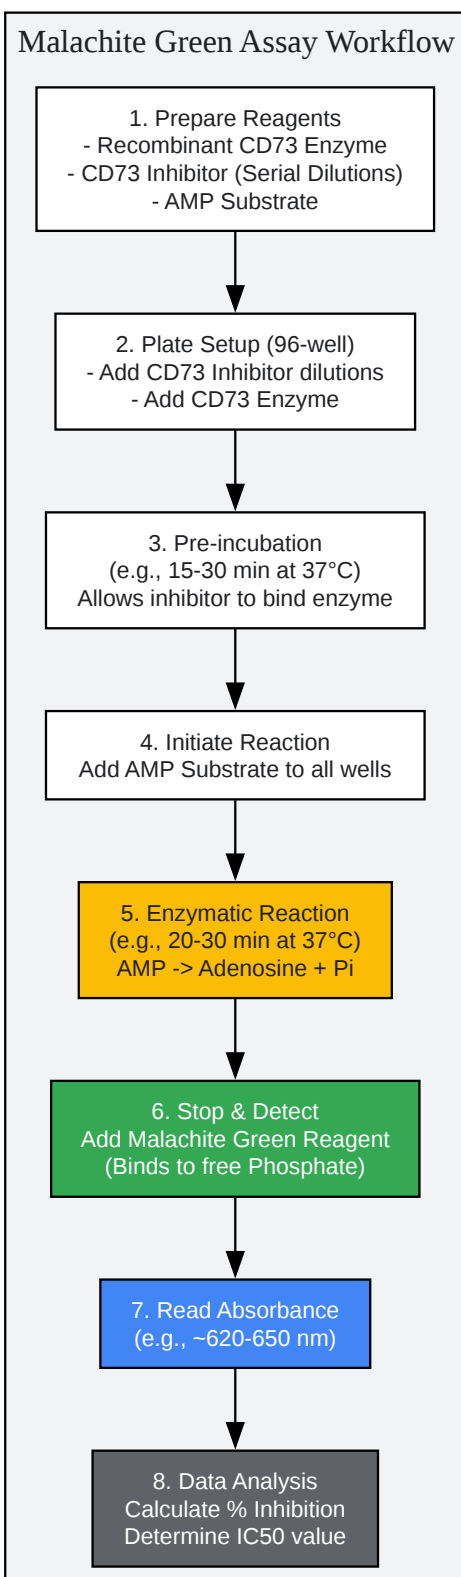 Malachite Green Assay Workflow
1. Prepare Reagents
- Recombinant CD73 Enzyme
- CD73 Inhibitor (Serial Dilutions)
- AMP Substrate
2. Plate Setup (96-well)
- Add CD73 Inhibitor dilutions
- Add CD73 Enzyme
3. Pre-incubation
(e.g., 15-30 min at 37°C)
Allows inhibitor to bind enzyme
4. Initiate Reaction
Add AMP Substrate to all wells
5. Enzymatic Reaction
(e.g., 20-30 min at 37°C)
AMP -> Adenosine + Pi
6. Stop & Detect
Add Malachite Green Reagent
(Binds to free Phosphate)
7. Read Absorbance
(e.g., ~620-650 nm)
8. Data Analysis
Calculate % Inhibition
Determine IC50 value